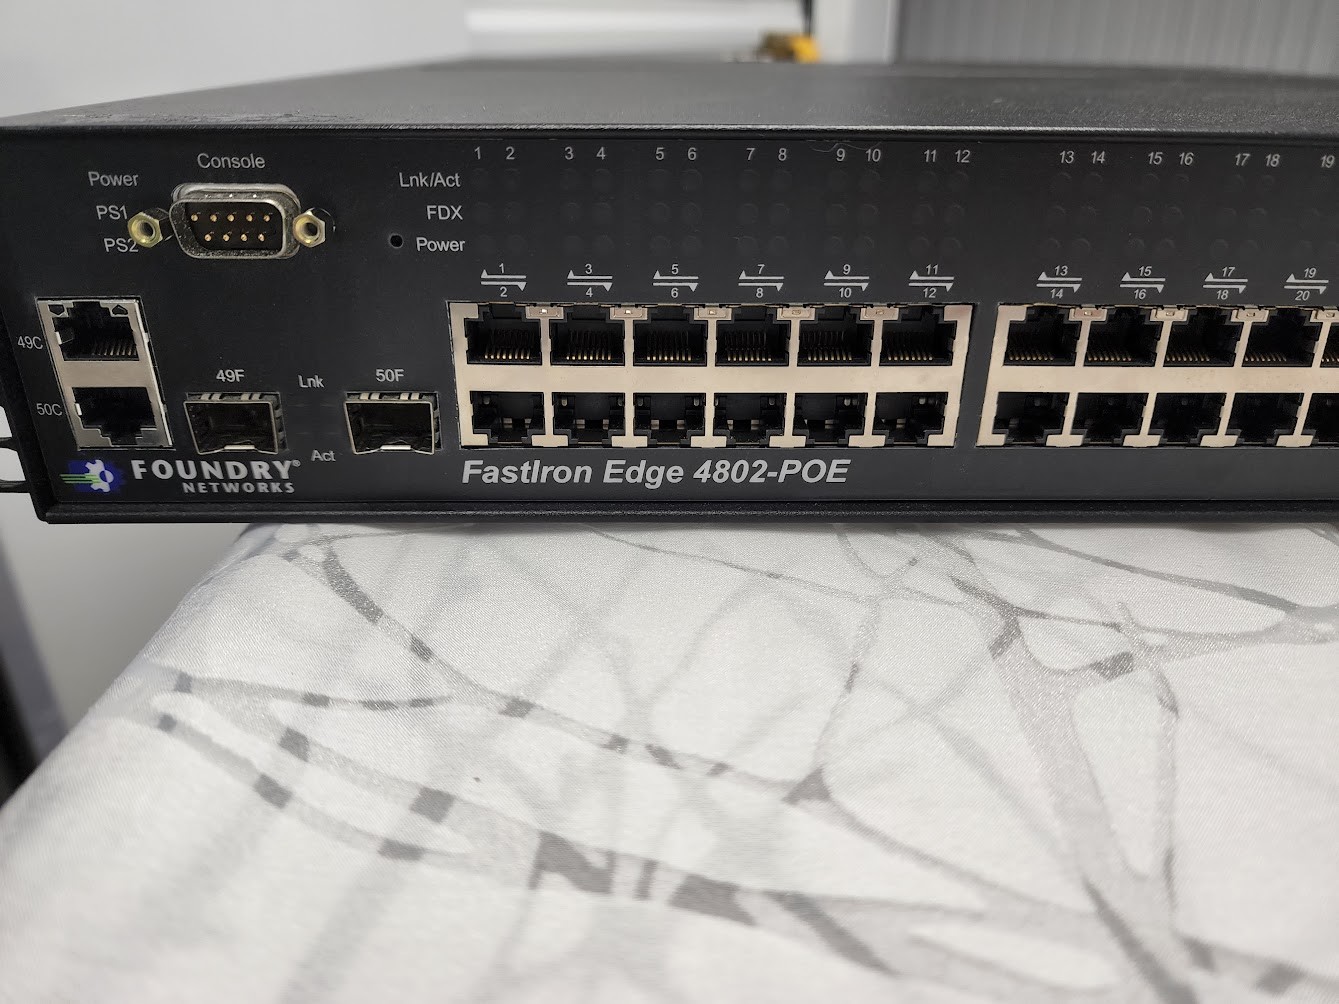 Console
Power
PS1
PS2
Lnk/Act
FDX
Power
1 2 3 4 5 6 7 8 9 10 11 12 13 14 15 16 17 18 19
1 3 5 7 9 11 13 15 17 19
2 4 6 8 10 12 14 16 18 20
49C
50C
49F Lnk 50F
Act
FOUNDRY®
NETWORKS
FastIron Edge 4802-POE